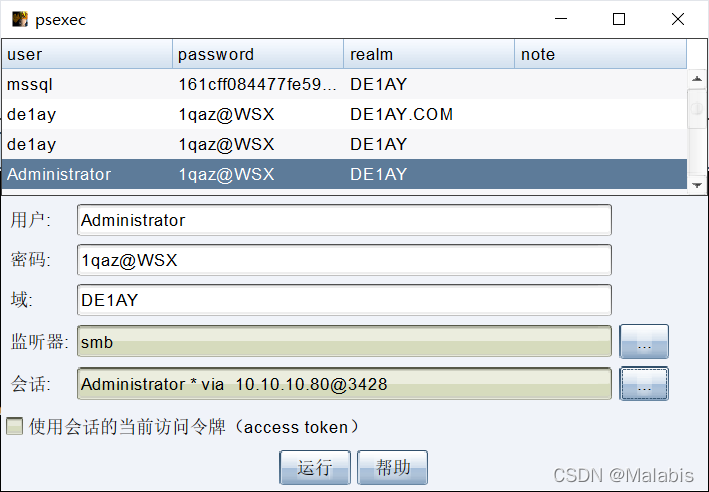 psexec
user password realm note
mssql 161cff084477fe59... DE1AY
de1ay 1qaz@WSX DE1AY.COM
de1ay 1qaz@WSX DE1AY
Administrator 1qaz@WSX DE1AY
用户: Administrator
密码: 1qaz@WSX
域: DE1AY
监听器: smb ...
会话: Administrator * via 10.10.10.80@3428 ...
使用会话的当前访问令牌（access token）
运行 帮助
CSDN @Malabis